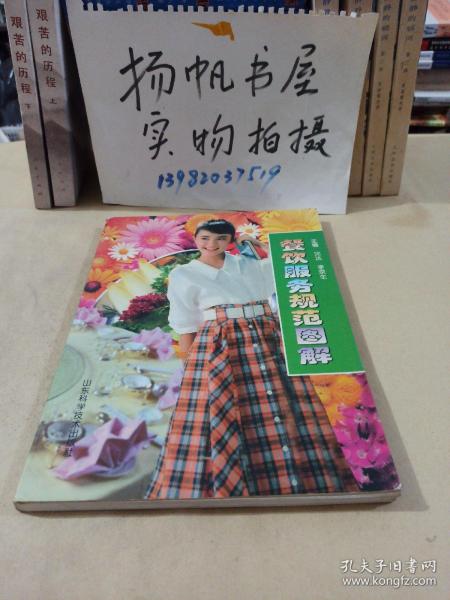 艰苦的历程 下
艰苦的历程 上
扬帆书屋
实物拍摄
13982037519
餐饮服务规范图解
主编
山东科学技术出版社
孔夫子旧书网
www.kongfz.com